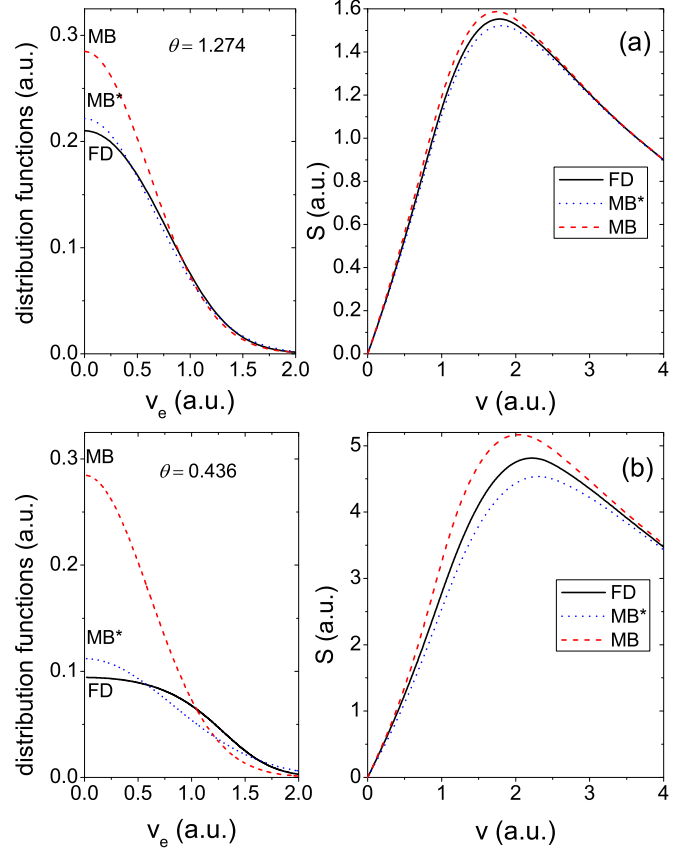 distribution functions (a.u.)
0.3
0.2
0.1
0.0
MB
MB*
FD
θ = 1.274
0.0 0.5 1.0 1.5 2.0
v_e (a.u.)
S (a.u.)
1.6
1.4
1.2
1.0
0.8
0.6
0.4
0.2
0.0
(a)
FD
MB*
MB
0 1 2 3 4
v (a.u.)
distribution functions (a.u.)
0.3
0.2
0.1
0.0
MB
MB*
FD
θ = 0.436
0.0 0.5 1.0 1.5 2.0
v_e (a.u.)
S (a.u.)
5
4
3
2
1
0
(b)
FD
MB*
MB
0 1 2 3 4
v (a.u.)